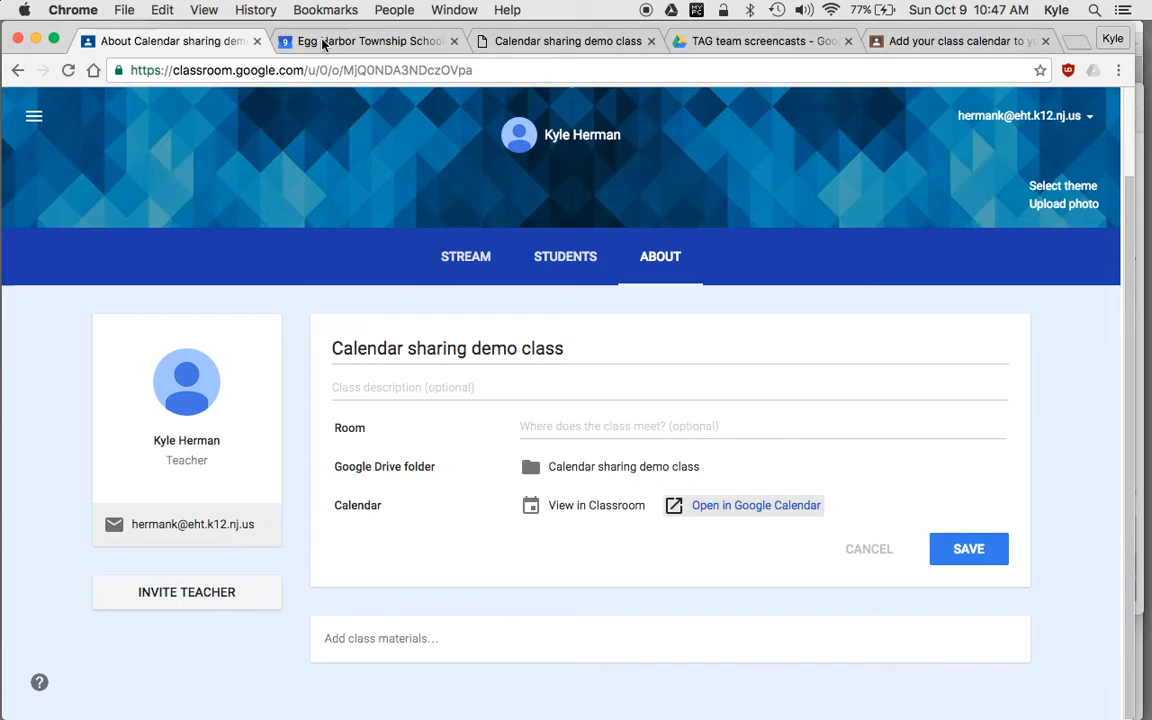 Chrome File Edit View History Bookmarks People Window Help 77% Sun Oct 9 10:47 AM Kyle
About Calendar sharing dem 9 Egg Harbor Township School Calendar sharing demo class TAG team screencasts - Goo Add your class calendar to y Kyle
https://classroom.google.com/u/0/o/MjQ0NDA3NDczOVpa
Kyle Herman
hermank@eht.k12.nj.us
Select theme
Upload photo
STREAM STUDENTS ABOUT
Calendar sharing demo class
Class description (optional)
Kyle Herman
Teacher
hermank@eht.k12.nj.us
INVITE TEACHER
Room Where does the class meet? (optional)
Google Drive folder Calendar sharing demo class
Calendar View in Classroom Open in Google Calendar
CANCEL SAVE
Add class materials...
?